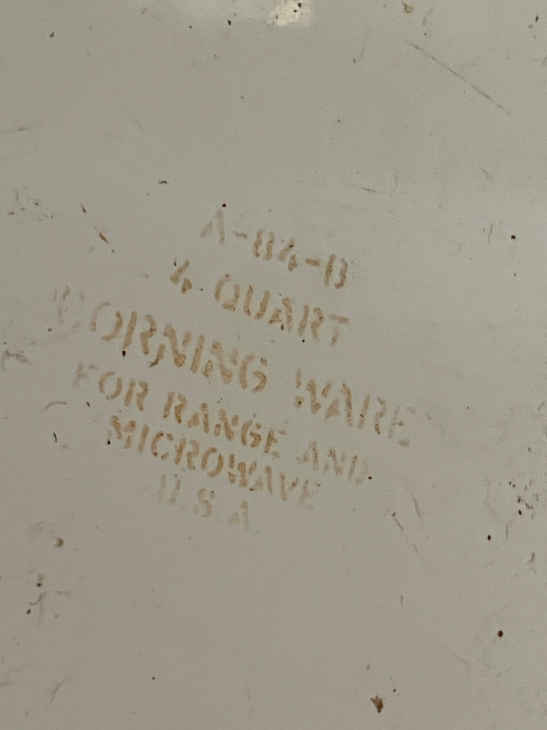 A-84-B
4 QUART
CORNING WARE
FOR RANGE AND
MICROWAVE
U.S.A.